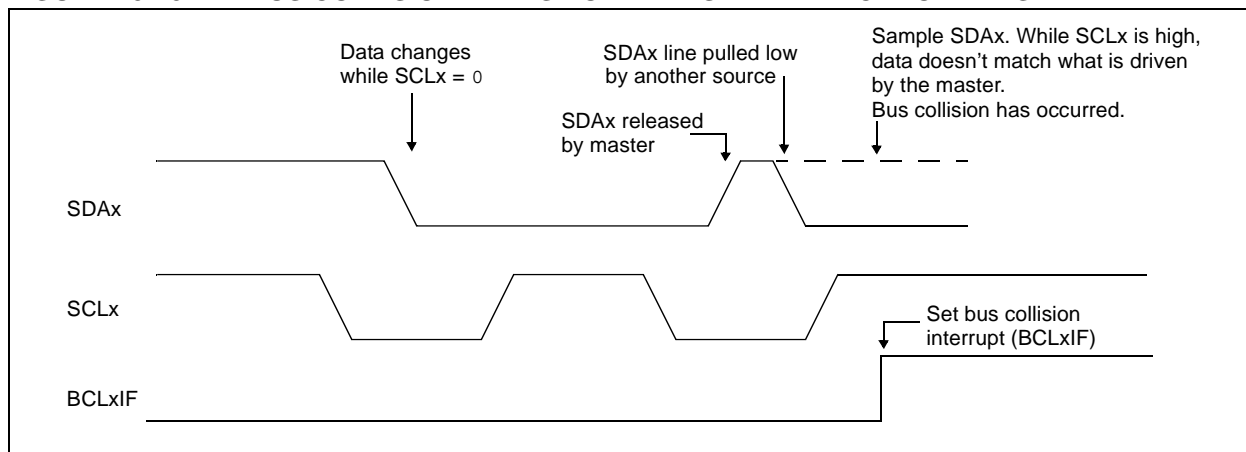 Data changes
while SCLx = 0
SDAx line pulled low
by another source
Sample SDAx. While SCLx is high,
data doesn't match what is driven
by the master.
Bus collision has occurred.
SDAx released
by master
SDAx
SCLx
Set bus collision
interrupt (BCLxIF)
BCLxIF